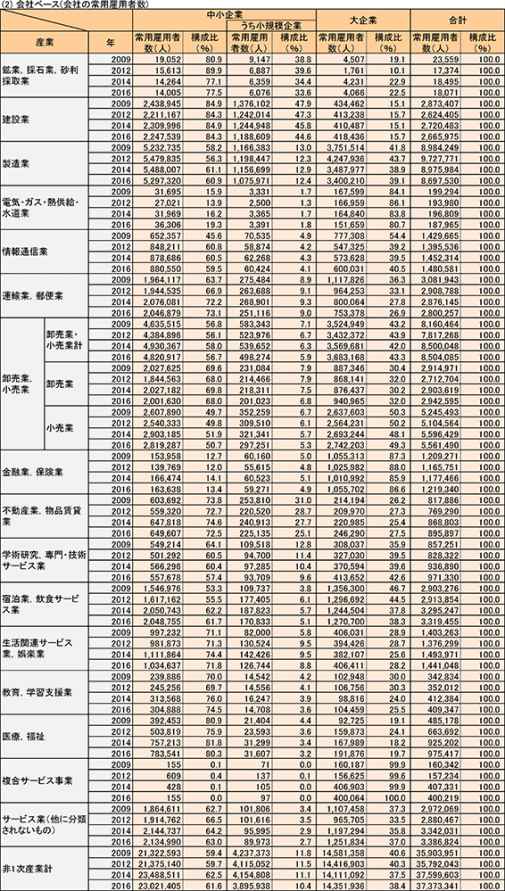 (2) 会社ベース(会社の常用雇用者数)
産業 年 中小企業 うち小規模企業 大企業 合計
常用雇用者数(人) 構成比(%) 常用雇用者数(人) 構成比(%) 常用雇用者数(人) 構成比(%) 常用雇用者数(人) 構成比(%)
鉱業, 採石業, 砂利採取業
2009 19,052 80.9 9,147 38.8 4,507 19.1 23,559 100.0
2012 15,613 89.9 6,887 39.6 1,761 10.1 17,374 100.0
2014 14,264 77.1 6,359 34.4 4,231 22.9 18,495 100.0
2016 14,005 77.5 6,076 33.6 4,066 22.5 18,071 100.0
建設業
2009 2,438,945 84.9 1,376,102 47.9 434,462 15.1 2,873,407 100.0
2012 2,211,167 84.3 1,242,014 47.3 413,238 15.7 2,624,405 100.0
2014 2,309,996 84.9 1,244,948 45.8 410,487 15.1 2,720,483 100.0
2016 2,247,539 84.3 1,188,609 44.6 418,436 15.7 2,665,975 100.0
製造業
2009 5,232,735 58.2 1,166,383 13.0 3,751,514 41.8 8,984,249 100.0
2012 5,479,835 56.3 1,198,447 12.3 4,247,936 43.7 9,727,771 100.0
2014 5,488,007 61.1 1,156,699 12.9 3,487,977 38.9 8,975,984 100.0
2016 5,297,320 60.9 1,075,971 12.4 3,400,210 39.1 8,697,530 100.0
電気・ガス・熱供給・水道業
2009 31,695 15.9 3,331 1.7 167,599 84.1 199,294 100.0
2012 27,021 13.9 2,500 1.3 166,959 86.1 193,980 100.0
2014 31,969 16.2 3,365 1.7 164,840 83.8 196,809 100.0
2016 36,306 19.3 3,391 1.8 151,659 80.7 187,965 100.0
情報通信業
2009 652,357 45.6 70,535 4.9 777,308 54.4 1,429,665 100.0
2012 848,211 60.8 58,874 4.2 547,325 39.2 1,395,536 100.0
2014 878,686 60.5 62,268 4.3 573,628 39.5 1,452,314 100.0
2016 880,550 59.5 60,424 4.1 600,031 40.5 1,480,581 100.0
運輸業, 郵便業
2009 1,964,117 63.7 275,484 8.9 1,117,826 36.3 3,081,943 100.0
2012 1,944,535 66.9 263,688 9.1 964,253 33.1 2,908,788 100.0
2014 2,076,081 72.2 268,901 9.3 800,064 27.8 2,876,145 100.0
2016 2,046,879 73.1 251,116 9.0 753,378 26.9 2,800,257 100.0
卸売業, 小売業
卸売業・小売業計
2009 4,635,515 56.8 583,343 7.1 3,524,949 43.2 8,160,464 100.0
2012 4,384,896 56.1 523,976 6.7 3,432,372 43.9 7,817,268 100.0
2014 4,930,367 58.0 539,652 6.3 3,569,681 42.0 8,500,048 100.0
2016 4,820,917 56.7 498,274 5.9 3,683,168 43.3 8,504,085 100.0
卸売業
2009 2,027,625 69.6 231,084 7.9 887,346 30.4 2,914,971 100.0
2012 1,844,563 68.0 214,466 7.9 868,141 32.0 2,712,704 100.0
2014 2,027,182 69.8 218,311 7.5 876,437 30.2 2,903,619 100.0
2016 2,001,630 68.0 201,023 6.8 940,965 32.0 2,942,595 100.0
小売業
2009 2,607,890 49.7 352,259 6.7 2,637,603 50.3 5,245,493 100.0
2012 2,540,333 49.8 309,510 6.1 2,564,231 50.2 5,104,564 100.0
2014 2,903,185 51.9 321,341 5.7 2,693,244 48.1 5,596,429 100.0
2016 2,819,287 50.7 297,251 5.3 2,742,203 49.3 5,561,490 100.0
金融業, 保険業
2009 153,958 12.7 60,160 5.0 1,055,313 87.3 1,209,271 100.0
2012 139,769 12.0 55,615 4.8 1,025,982 88.0 1,165,751 100.0
2014 166,474 14.1 60,523 5.1 1,010,992 85.9 1,177,466 100.0
2016 163,638 13.4 59,271 4.9 1,055,702 86.6 1,219,340 100.0
不動産業, 物品賃貸業
2009 603,692 73.8 253,810 31.0 214,194 26.2 817,886 100.0
2012 559,320 72.7 220,520 28.7 209,970 27.3 769,290 100.0
2014 647,818 74.6 240,913 27.7 220,985 25.4 868,803 100.0
2016 649,607 72.5 225,135 25.1 246,290 27.5 895,897 100.0
学術研究, 専門・技術サービス業
2009 549,214 64.1 109,518 12.8 308,037 35.9 857,251 100.0
2012 501,292 60.5 94,700 11.4 327,030 39.5 828,322 100.0
2014 566,296 60.4 97,285 10.4 370,594 39.6 936,890 100.0
2016 557,678 57.4 93,709 9.6 413,652 42.6 971,330 100.0
宿泊業, 飲食サービス業
2009 1,546,976 53.3 109,737 3.8 1,356,300 46.7 2,903,276 100.0
2012 1,617,162 55.5 177,405 6.1 1,296,692 44.5 2,913,854 100.0
2014 2,050,743 62.2 187,823 5.7 1,244,504 37.8 3,295,247 100.0
2016 2,048,755 61.7 170,833 5.1 1,270,700 38.3 3,319,455 100.0
生活関連サービス業, 娯楽業
2009 997,232 71.1 82,000 5.8 406,031 28.9 1,403,263 100.0
2012 981,873 71.3 130,524 9.5 394,426 28.7 1,376,299 100.0
2014 1,111,864 74.4 142,426 9.5 382,107 25.6 1,493,971 100.0
2016 1,034,637 71.8 126,744 8.8 406,411 28.2 1,441,048 100.0
教育, 学習支援業
2009 239,886 70.0 14,542 4.2 102,948 30.0 342,834 100.0
2012 245,256 69.7 14,556 4.1 106,756 30.3 352,012 100.0
2014 313,568 76.0 16,247 3.9 98,816 24.0 412,384 100.0
2016 304,888 74.5 14,708 3.6 104,459 25.5 409,347 100.0
医療, 福祉
2009 392,453 80.9 21,404 4.4 92,725 19.1 485,178 100.0
2012 503,819 75.9 23,593 3.6 159,873 24.1 663,692 100.0
2014 757,213 81.8 31,299 3.4 167,989 18.2 925,202 100.0
2016 783,541 80.3 31,607 3.2 191,876 19.7 975,417 100.0
複合サービス事業
2009 155 0.1 71 0.0 160,187 99.9 160,342 100.0
2012 609 0.4 137 0.1 156,625 99.6 157,234 100.0
2014 428 0.1 105 0.0 406,903 99.9 407,331 100.0
2016 155 0.0 97 0.0 400,064 100.0 400,219 100.0
サービス業(他に分類されないもの)
2009 1,864,611 62.7 101,806 3.4 1,107,458 37.3 2,972,069 100.0
2012 1,914,762 66.5 101,616 3.5 965,705 33.5 2,880,467 100.0
2014 2,144,737 64.2 95,995 2.9 1,197,294 35.8 3,342,031 100.0
2016 2,134,990 63.0 89,973 2.7 1,251,834 37.0 3,386,824 100.0
非1次産業計
2009 21,322,593 59.4 4,237,373 11.8 14,581,358 40.6 35,903,951 100.0
2012 21,375,140 59.7 4,115,052 11.5 14,416,903 40.3 35,792,043 100.0
2014 23,488,511 62.5 4,154,808 11.1 14,111,092 37.5 37,599,603 100.0
2016 23,021,405 61.6 3,895,938 10.4 14,351,936 38.4 37,373,341 100.0